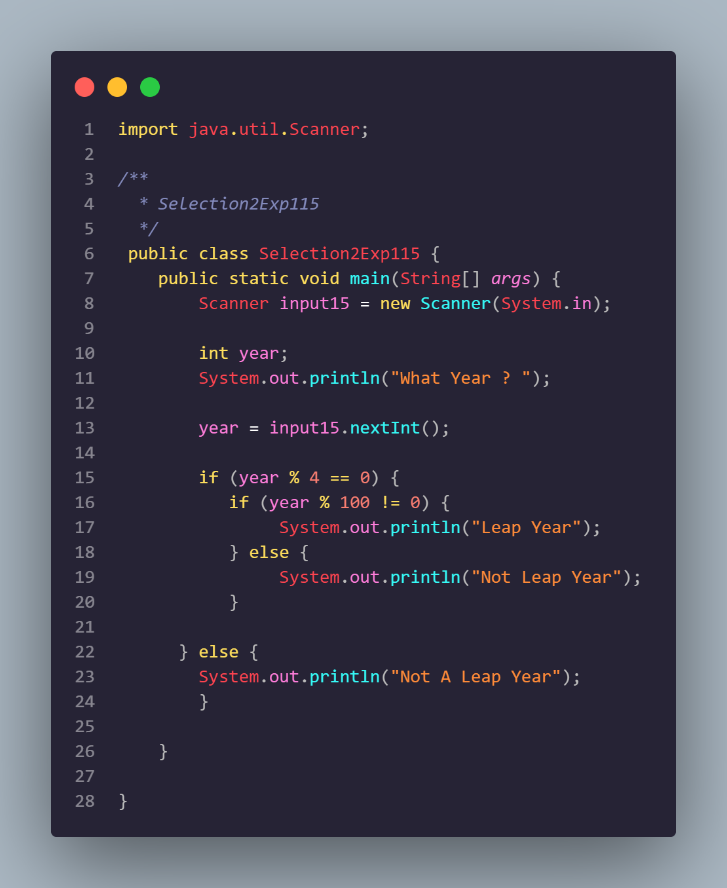 1 import java.util.Scanner;
2
3 /**
4   * Selection2Exp115
5   */
6  public class Selection2Exp115 {
7     public static void main(String[] args) {
8         Scanner input15 = new Scanner(System.in);
9
10         int year;
11         System.out.println("What Year ? ");
12
13         year = input15.nextInt();
14
15         if (year % 4 == 0) {
16            if (year % 100 != 0) {
17                 System.out.println("Leap Year");
18            } else {
19                 System.out.println("Not Leap Year");
20            }
21
22       } else {
23         System.out.println("Not A Leap Year");
24         }
25
26     }
27
28 }